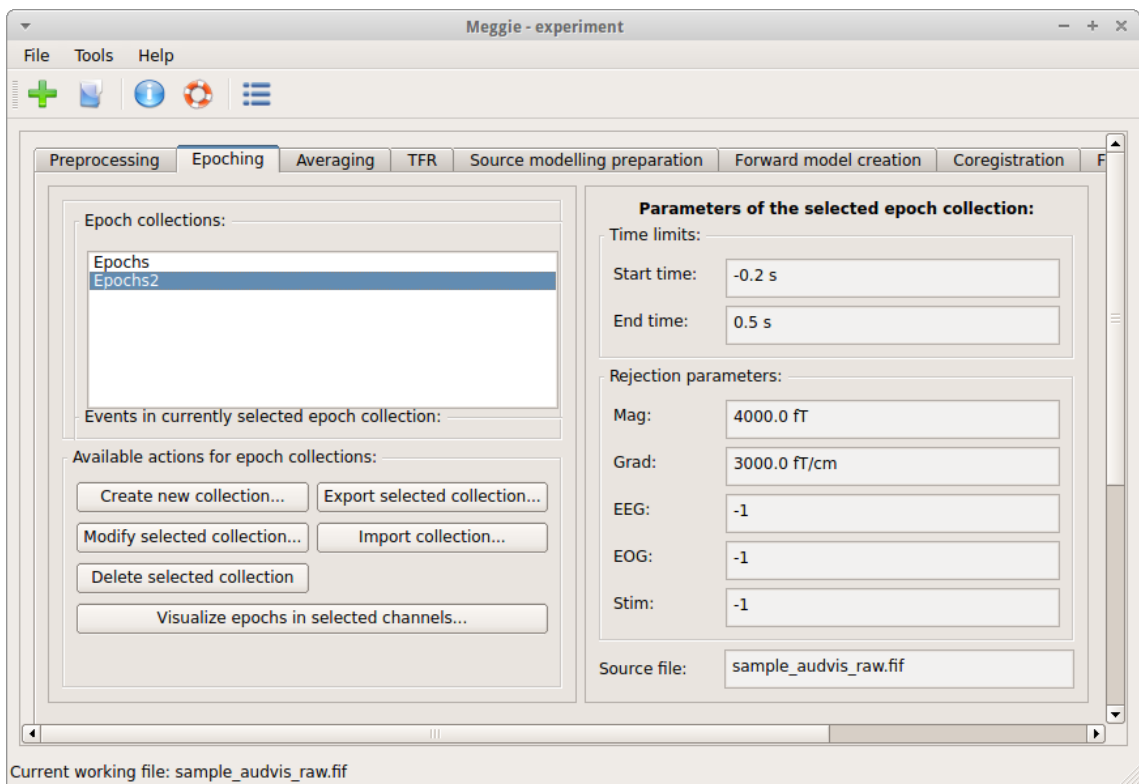 Meggie - experiment
File Tools Help
Preprocessing Epoching Averaging TFR Source modelling preparation Forward model creation Coregistration F
Epoch collections:
Epochs
Epochs2
Events in currently selected epoch collection:
Available actions for epoch collections:
Create new collection... Export selected collection...
Modify selected collection... Import collection...
Delete selected collection
Visualize epochs in selected channels...
Parameters of the selected epoch collection:
Time limits:
Start time: -0.2 s
End time: 0.5 s
Rejection parameters:
Mag: 4000.0 fT
Grad: 3000.0 fT/cm
EEG: -1
EOG: -1
Stim: -1
Source file: sample_audvis_raw.fif
Current working file: sample_audvis_raw.fif